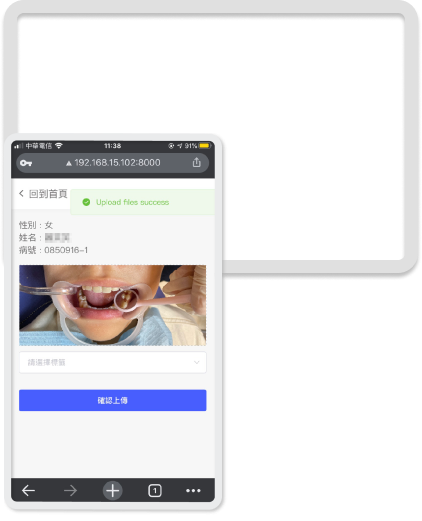 中華電信
11:38
91%
192.168.15.102:8000
回到首頁
Upload files success
性別：女
姓名：
病號：0850916-1
請選擇標籤
確認上傳
1